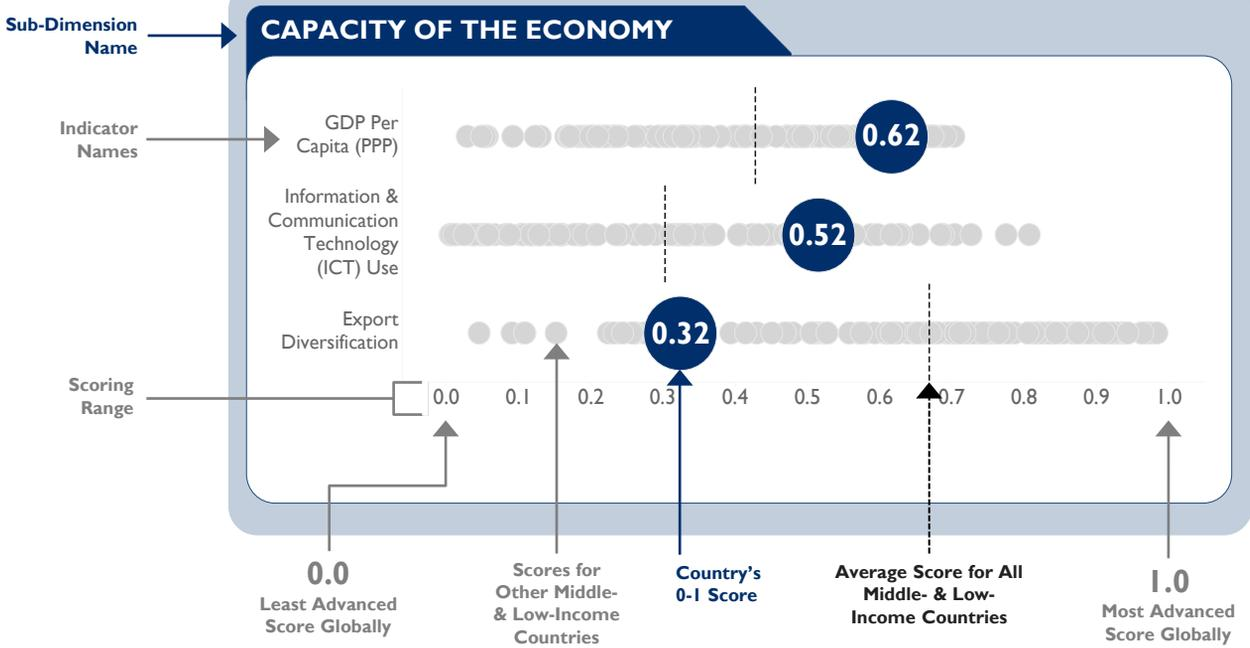 Sub-Dimension
Name
CAPACITY OF THE ECONOMY
Indicator
Names
GDP Per
Capita (PPP)
0.62
Information &
Communication
Technology
(ICT) Use
0.52
Export
Diversification
0.32
Scoring
Range
0.0 0.1 0.2 0.3 0.4 0.5 0.6 0.7 0.8 0.9 1.0
0.0
Least Advanced
Score Globally
Scores for
Other Middle-
& Low-Income
Countries
Country's
0-1 Score
Average Score for All
Middle- & Low-
Income Countries
1.0
Most Advanced
Score Globally